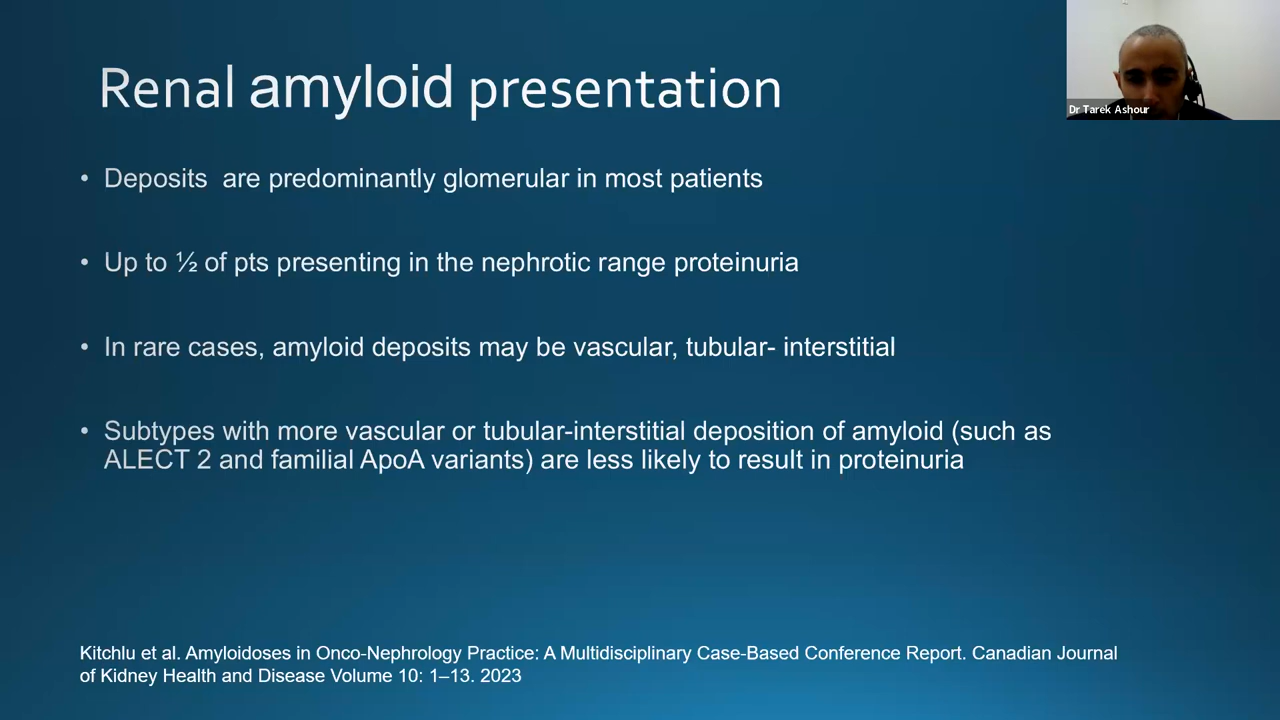 Renal amyloid presentation
Dr Tarek Ashour
• Deposits  are predominantly glomerular in most patients
• Up to ½ of pts presenting in the nephrotic range proteinuria
• In rare cases, amyloid deposits may be vascular, tubular- interstitial
• Subtypes with more vascular or tubular-interstitial deposition of amyloid (such as
ALECT 2 and familial ApoA variants) are less likely to result in proteinuria
Kitchlu et al. Amyloidoses in Onco-Nephrology Practice: A Multidisciplinary Case-Based Conference Report. Canadian Journal
of Kidney Health and Disease Volume 10: 1–13. 2023